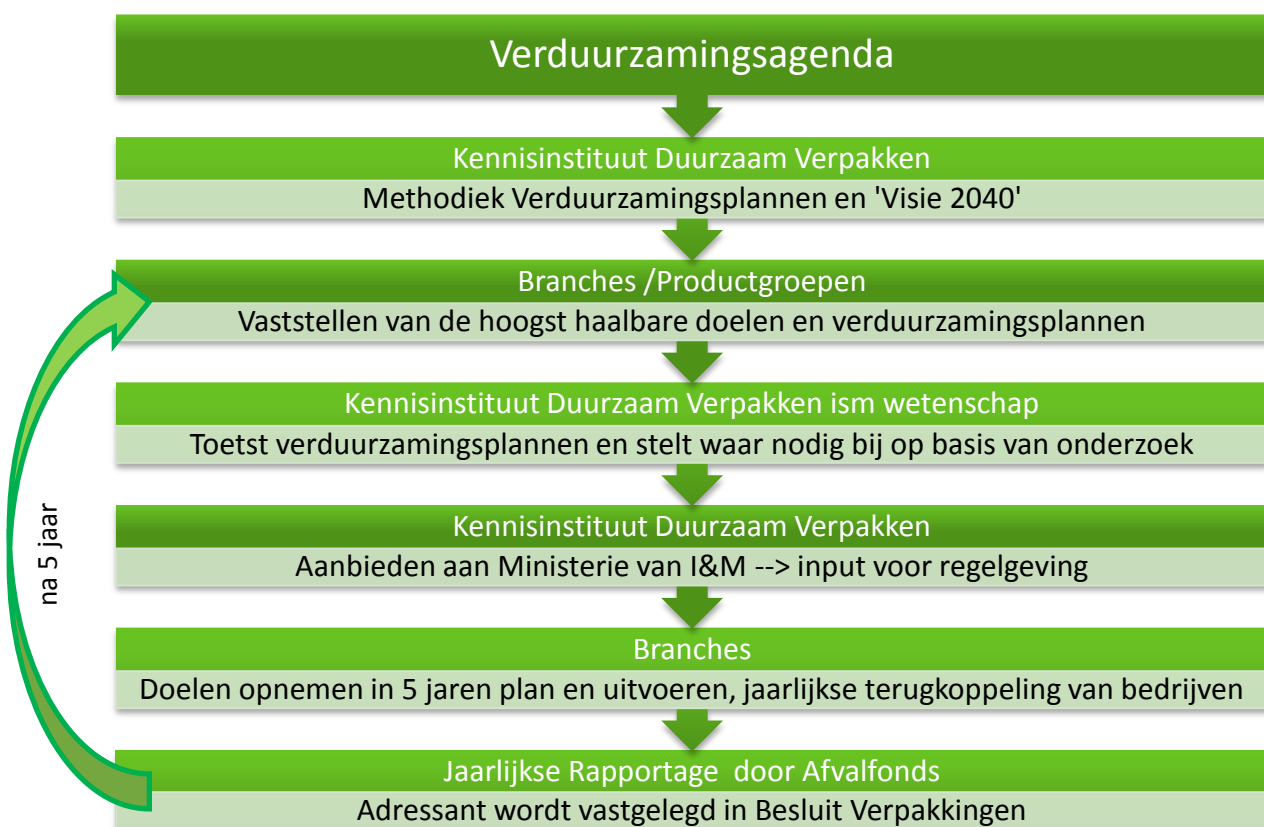 Verduurzamingsagenda
Kennisinstituut Duurzaam Verpakken
Methodiek Verduurzamingsplannen en 'Visie 2040'
Branches /Productgroepen
Vaststellen van de hoogst haalbare doelen en verduurzamingsplannen
Kennisinstituut Duurzaam Verpakken ism wetenschap
Toetst verduurzamingsplannen en stelt waar nodig bij op basis van onderzoek
Kennisinstituut Duurzaam Verpakken
Aanbieden aan Ministerie van I&M --> input voor regelgeving
Branches
Doelen opnemen in 5 jaren plan en uitvoeren, jaarlijkse terugkoppeling van bedrijven
Jaarlijkse Rapportage door Afvalfonds
Adressant wordt vastgelegd in Besluit Verpakkingen
na 5 jaar